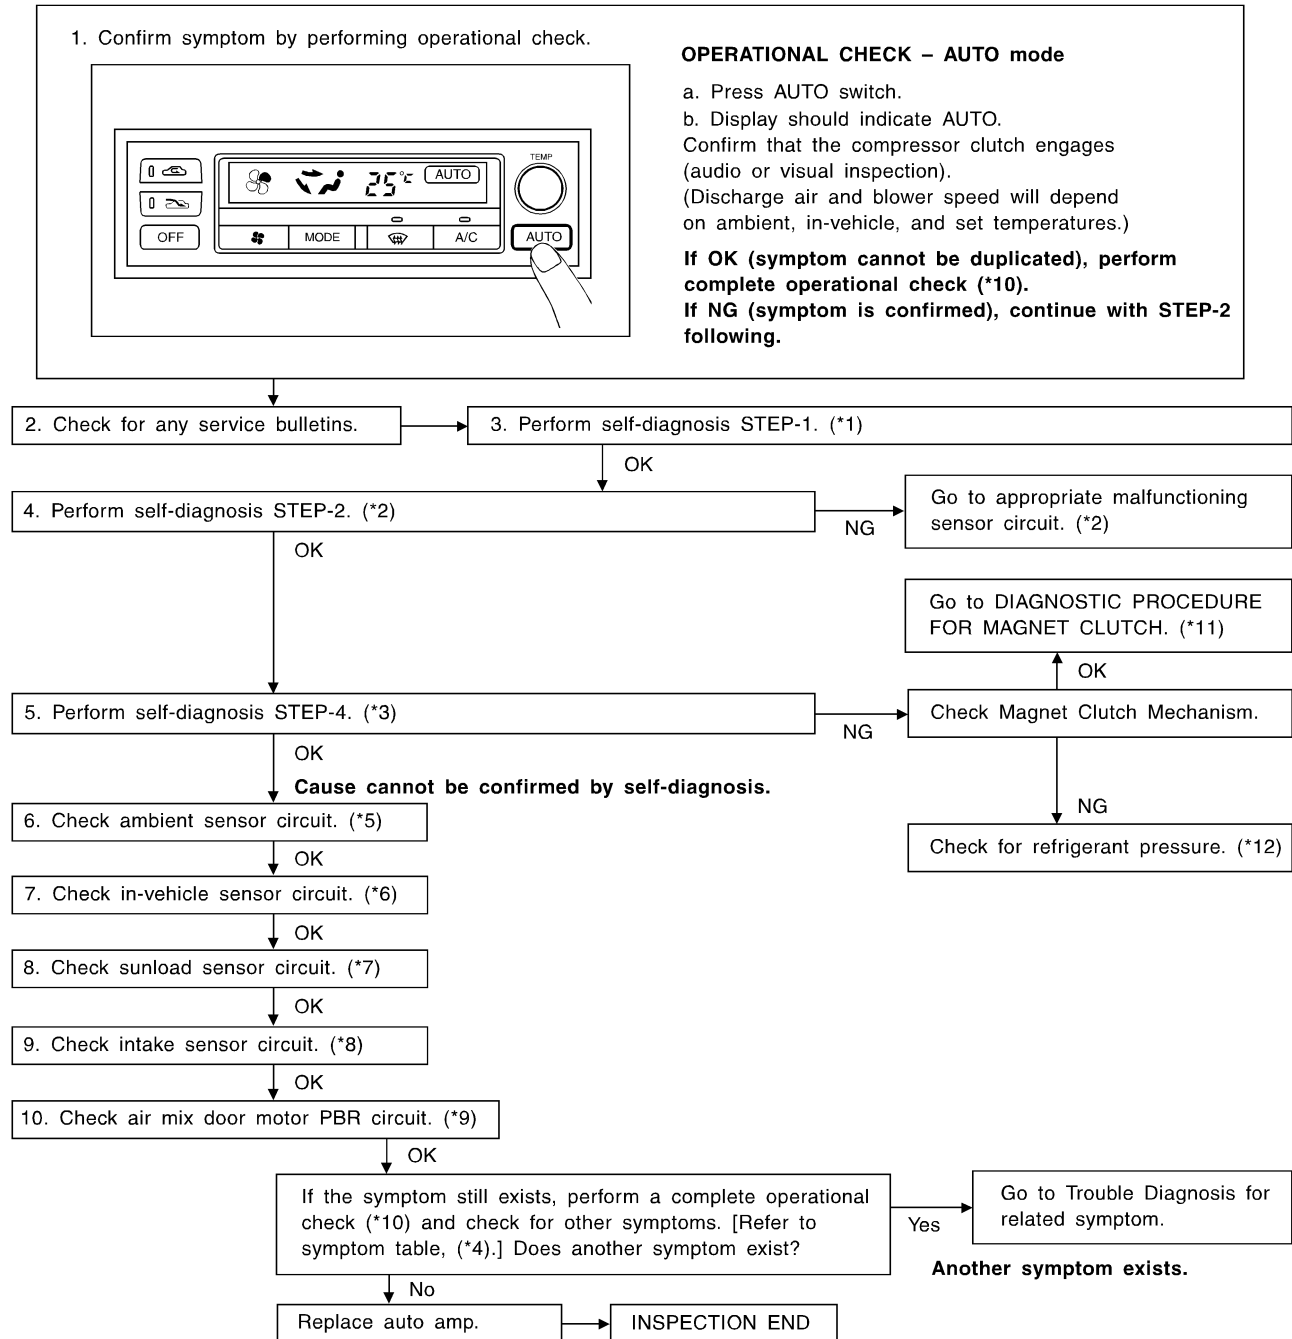 1. Confirm symptom by performing operational check.
TEMP
25°C
AUTO
OFF
MODE
A/C
AUTO
OPERATIONAL CHECK – AUTO mode
a. Press AUTO switch.
b. Display should indicate AUTO.
Confirm that the compressor clutch engages
(audio or visual inspection).
(Discharge air and blower speed will depend
on ambient, in-vehicle, and set temperatures.)
If OK (symptom cannot be duplicated), perform
complete operational check (*10).
If NG (symptom is confirmed), continue with STEP-2
following.
2. Check for any service bulletins.
3. Perform self-diagnosis STEP-1. (*1)
OK
4. Perform self-diagnosis STEP-2. (*2)
NG
Go to appropriate malfunctioning
sensor circuit. (*2)
OK
Go to DIAGNOSTIC PROCEDURE
FOR MAGNET CLUTCH. (*11)
OK
5. Perform self-diagnosis STEP-4. (*3)
NG
Check Magnet Clutch Mechanism.
OK
Cause cannot be confirmed by self-diagnosis.
NG
Check for refrigerant pressure. (*12)
6. Check ambient sensor circuit. (*5)
OK
7. Check in-vehicle sensor circuit. (*6)
OK
8. Check sunload sensor circuit. (*7)
OK
9. Check intake sensor circuit. (*8)
OK
10. Check air mix door motor PBR circuit. (*9)
OK
If the symptom still exists, perform a complete operational
check (*10) and check for other symptoms. [Refer to
symptom table, (*4).] Does another symptom exist?
Yes
Go to Trouble Diagnosis for
related symptom.
Another symptom exists.
No
Replace auto amp.
INSPECTION END